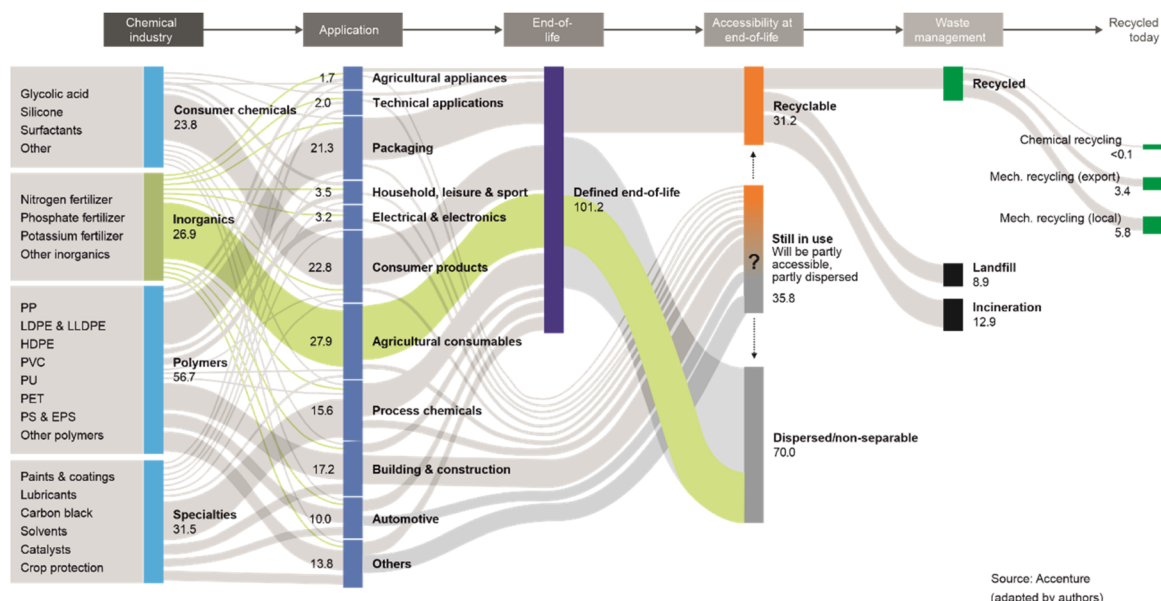 Chemical
industry
Application
End-of-
life
Accessibility at
end-of-life
Waste
management
Recycled
today
Glycolic acid
Silicone
Surfactants
Other
Consumer chemicals
23.8
Nitrogen fertilizer
Phosphate fertilizer
Potassium fertilizer
Other inorganics
Inorganics
26.9
PP
LDPE & LLDPE
HDPE
PVC
PU
PET
PS & EPS
Other polymers
Polymers
56.7
Paints & coatings
Lubricants
Carbon black
Solvents
Catalysts
Crop protection
Specialties
31.5
1.7 Agricultural appliances
2.0 Technical applications
21.3 Packaging
3.5 Household, leisure & sport
3.2 Electrical & electronics
22.8 Consumer products
27.9 Agricultural consumables
15.6 Process chemicals
17.2 Building & construction
10.0 Automotive
13.8 Others
Defined end-of-life
101.2
Recyclable
31.2
?
Still in use
Will be partly
accessible,
partly dispersed
35.8
Dispersed/non-separable
70.0
Recycled
Landfill
8.9
Incineration
12.9
Chemical recycling
<0.1
Mech. recycling (export)
3.4
Mech. recycling (local)
5.8
Source: Accenture
(adapted by authors)